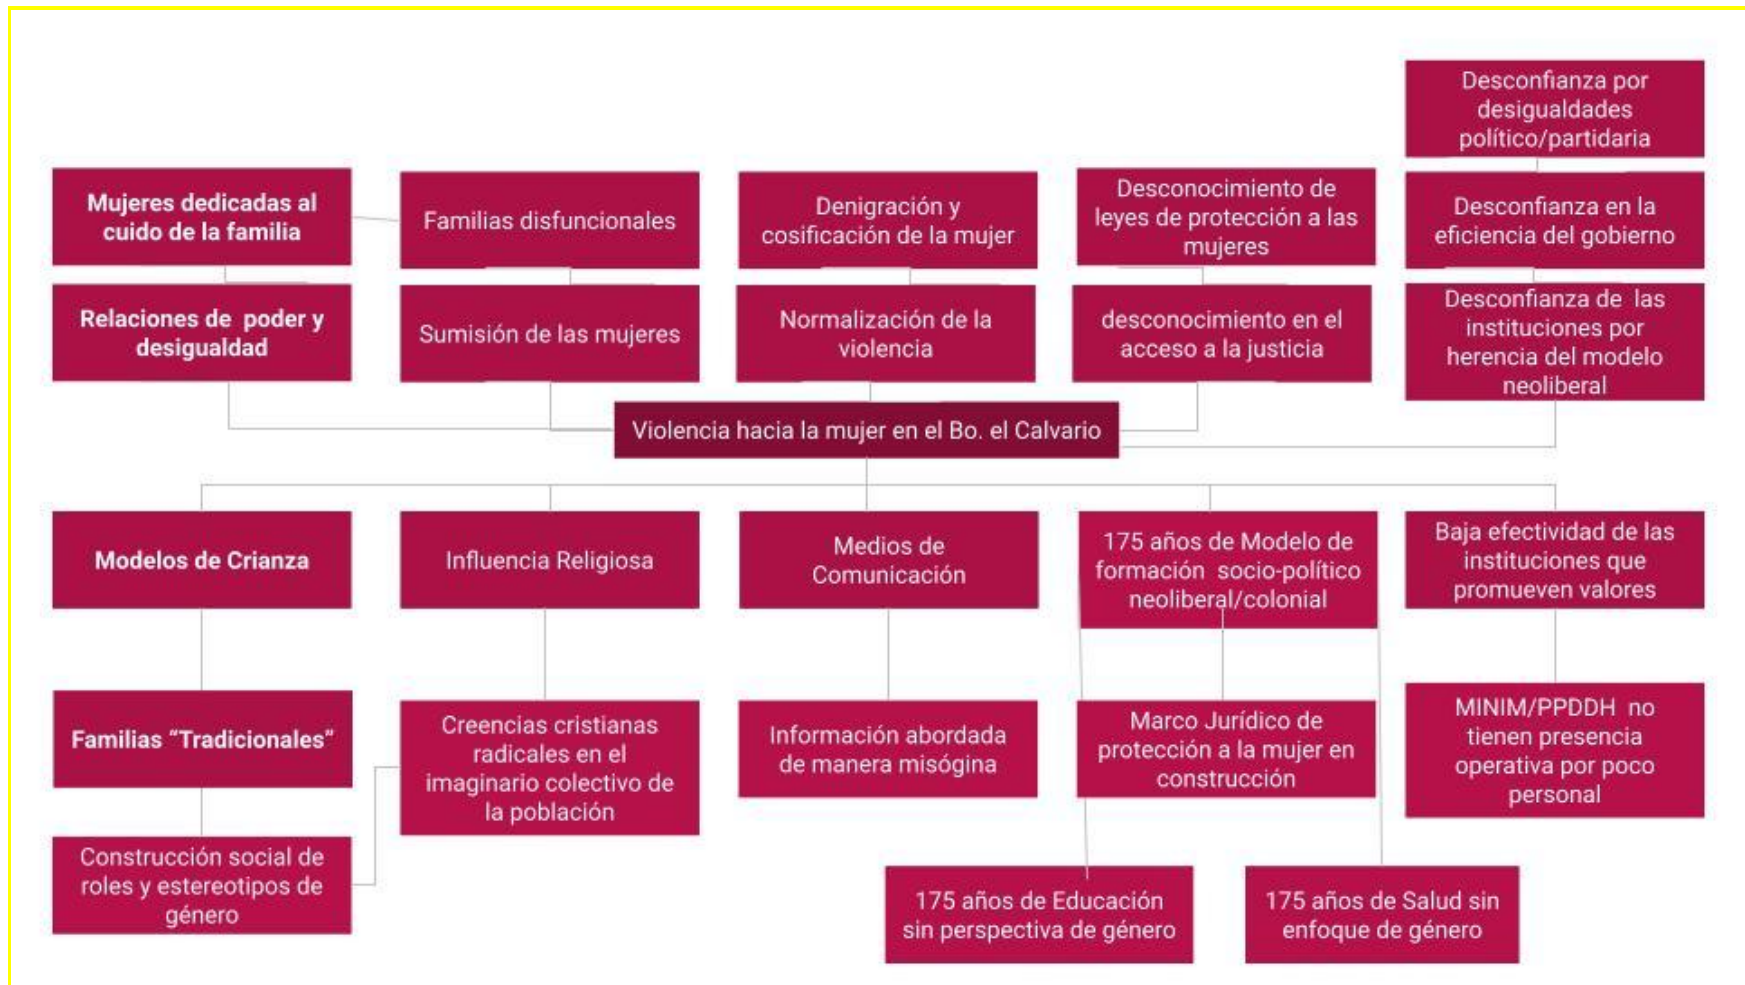 Desconfianza por
desigualdades
político/partidaria
Mujeres dedicadas al
cuido de la familia
Familias disfuncionales
Denigración y
cosificación de la mujer
Desconocimiento de
leyes de protección a las
mujeres
Desconfianza en la
eficiencia del gobierno
Relaciones de poder y
desigualdad
Sumisión de las mujeres
Normalización de la
violencia
desconocimiento en el
acceso a la justicia
Desconfianza de las
instituciones por
herencia del modelo
neoliberal
Violencia hacia la mujer en el Bo. el Calvario
Modelos de Crianza
Influencia Religiosa
Medios de
Comunicación
175 años de Modelo de
formación socio-político
neoliberal/colonial
Baja efectividad de las
instituciones que
promueven valores
Familias “Tradicionales”
Creencias cristianas
radicales en el
imaginario colectivo de
la población
Información abordada
de manera misógina
Marco Jurídico de
protección a la mujer en
construcción
MINIM/PPDDH no
tienen presencia
operativa por poco
personal
Construcción social de
roles y estereotipos de
género
175 años de Educación
sin perspectiva de género
175 años de Salud sin
enfoque de género